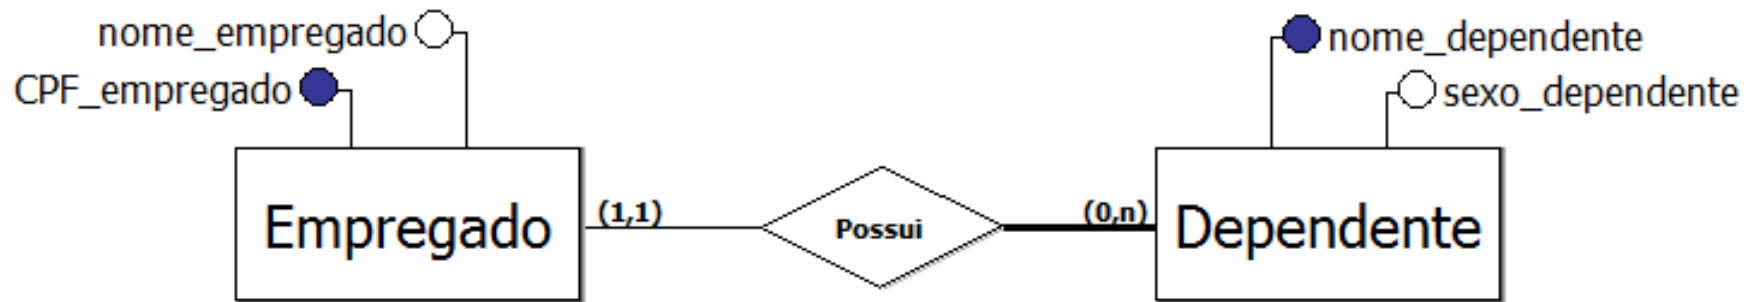 nome_empregado
CPF_empregado
nome_dependente
sexo_dependente
Empregado
(1,1)
Possui
(0,n)
Dependente